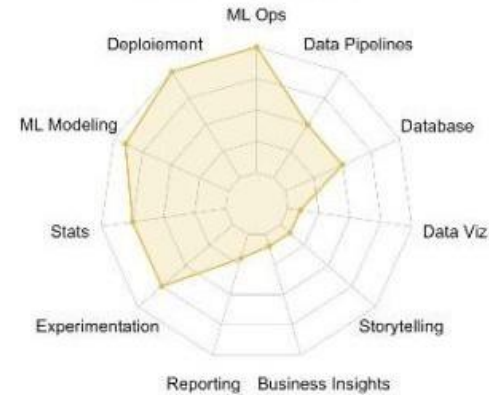 ML Ops
Deploiement
Data Pipelines
ML Modeling
Database
Stats
Data Viz
Experimentation
Storytelling
Reporting
Business Insights